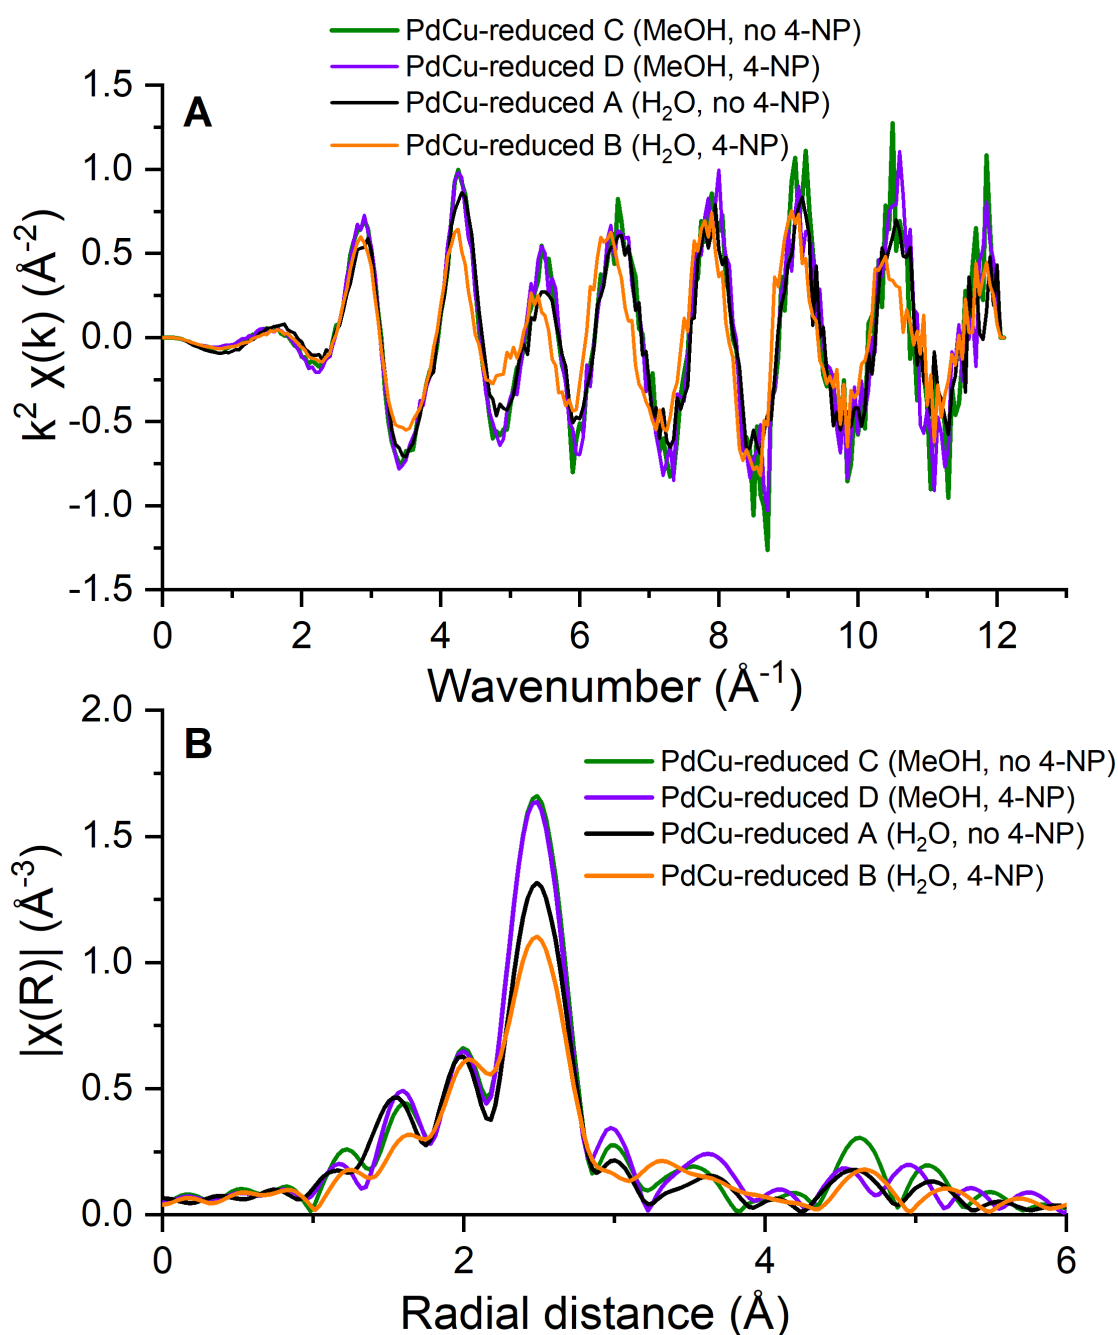 PdCu-reduced C (MeOH, no 4-NP)
PdCu-reduced D (MeOH, 4-NP)
PdCu-reduced A (H₂O, no 4-NP)
PdCu-reduced B (H₂O, 4-NP)
A
1.5
1.0
0.5
0.0
-0.5
-1.0
-1.5
k² χ(k) (Å⁻²)
0 2 4 6 8 10 12
Wavenumber (Å⁻¹)
B
PdCu-reduced C (MeOH, no 4-NP)
PdCu-reduced D (MeOH, 4-NP)
PdCu-reduced A (H₂O, no 4-NP)
PdCu-reduced B (H₂O, 4-NP)
2.0
1.5
1.0
0.5
0.0
|χ(R)| (Å⁻³)
0 2 4 6
Radial distance (Å)